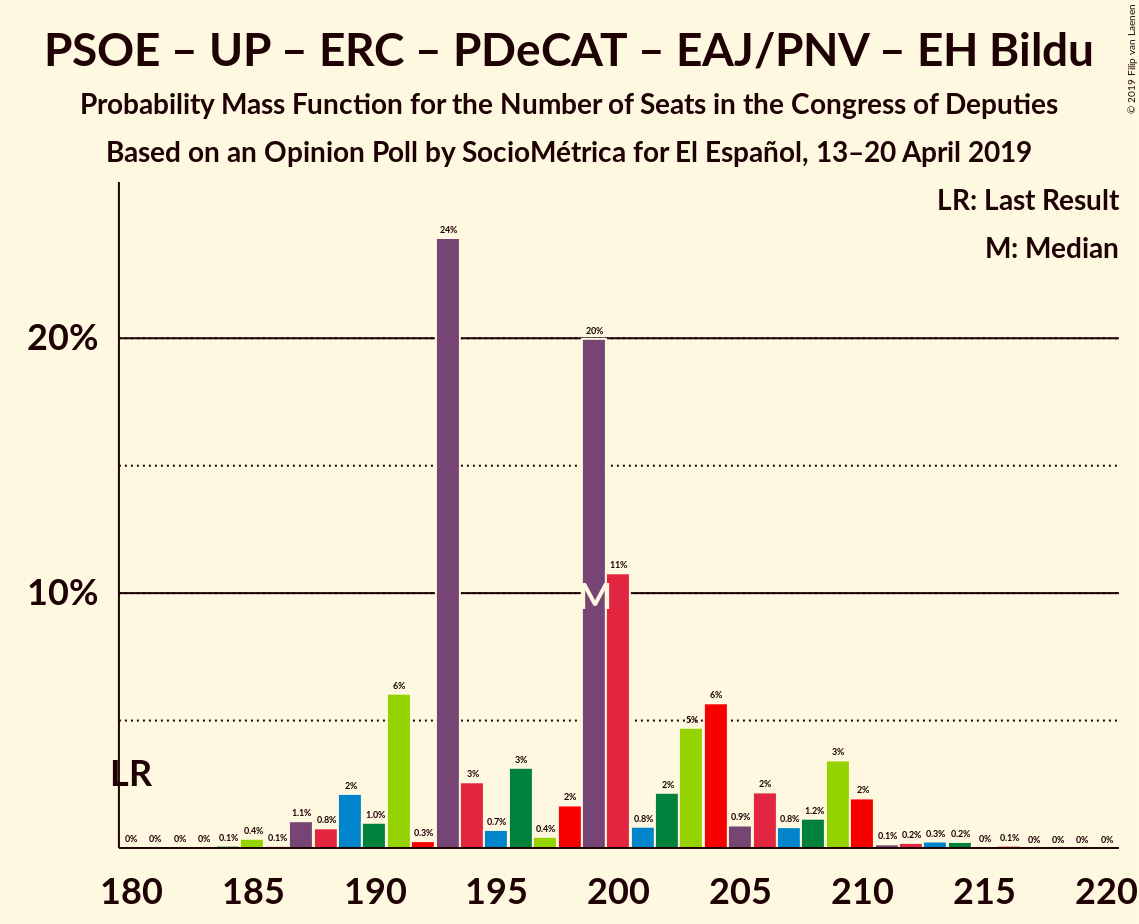 PSOE – UP – ERC – PDeCAT – EAJ/PNV – EH Bildu
Probability Mass Function for the Number of Seats in the Congress of Deputies
Based on an Opinion Poll by SocioMétrica for El Español, 13–20 April 2019
© 2019 Filip van Laenen
LR: Last Result
M: Median
20%
10%
LR
M
0% 0% 0% 0% 0.1% 0.4% 0.1% 1.1% 0.8% 2% 1.0% 6% 0.3% 24% 3% 0.7% 3% 0.4% 2% 20% 11% 0.8% 2% 5% 6% 0.9% 2% 0.8% 1.2% 3% 2% 0.1% 0.2% 0.3% 0.2% 0% 0.1% 0% 0% 0% 0%
180 185 190 195 200 205 210 215 220